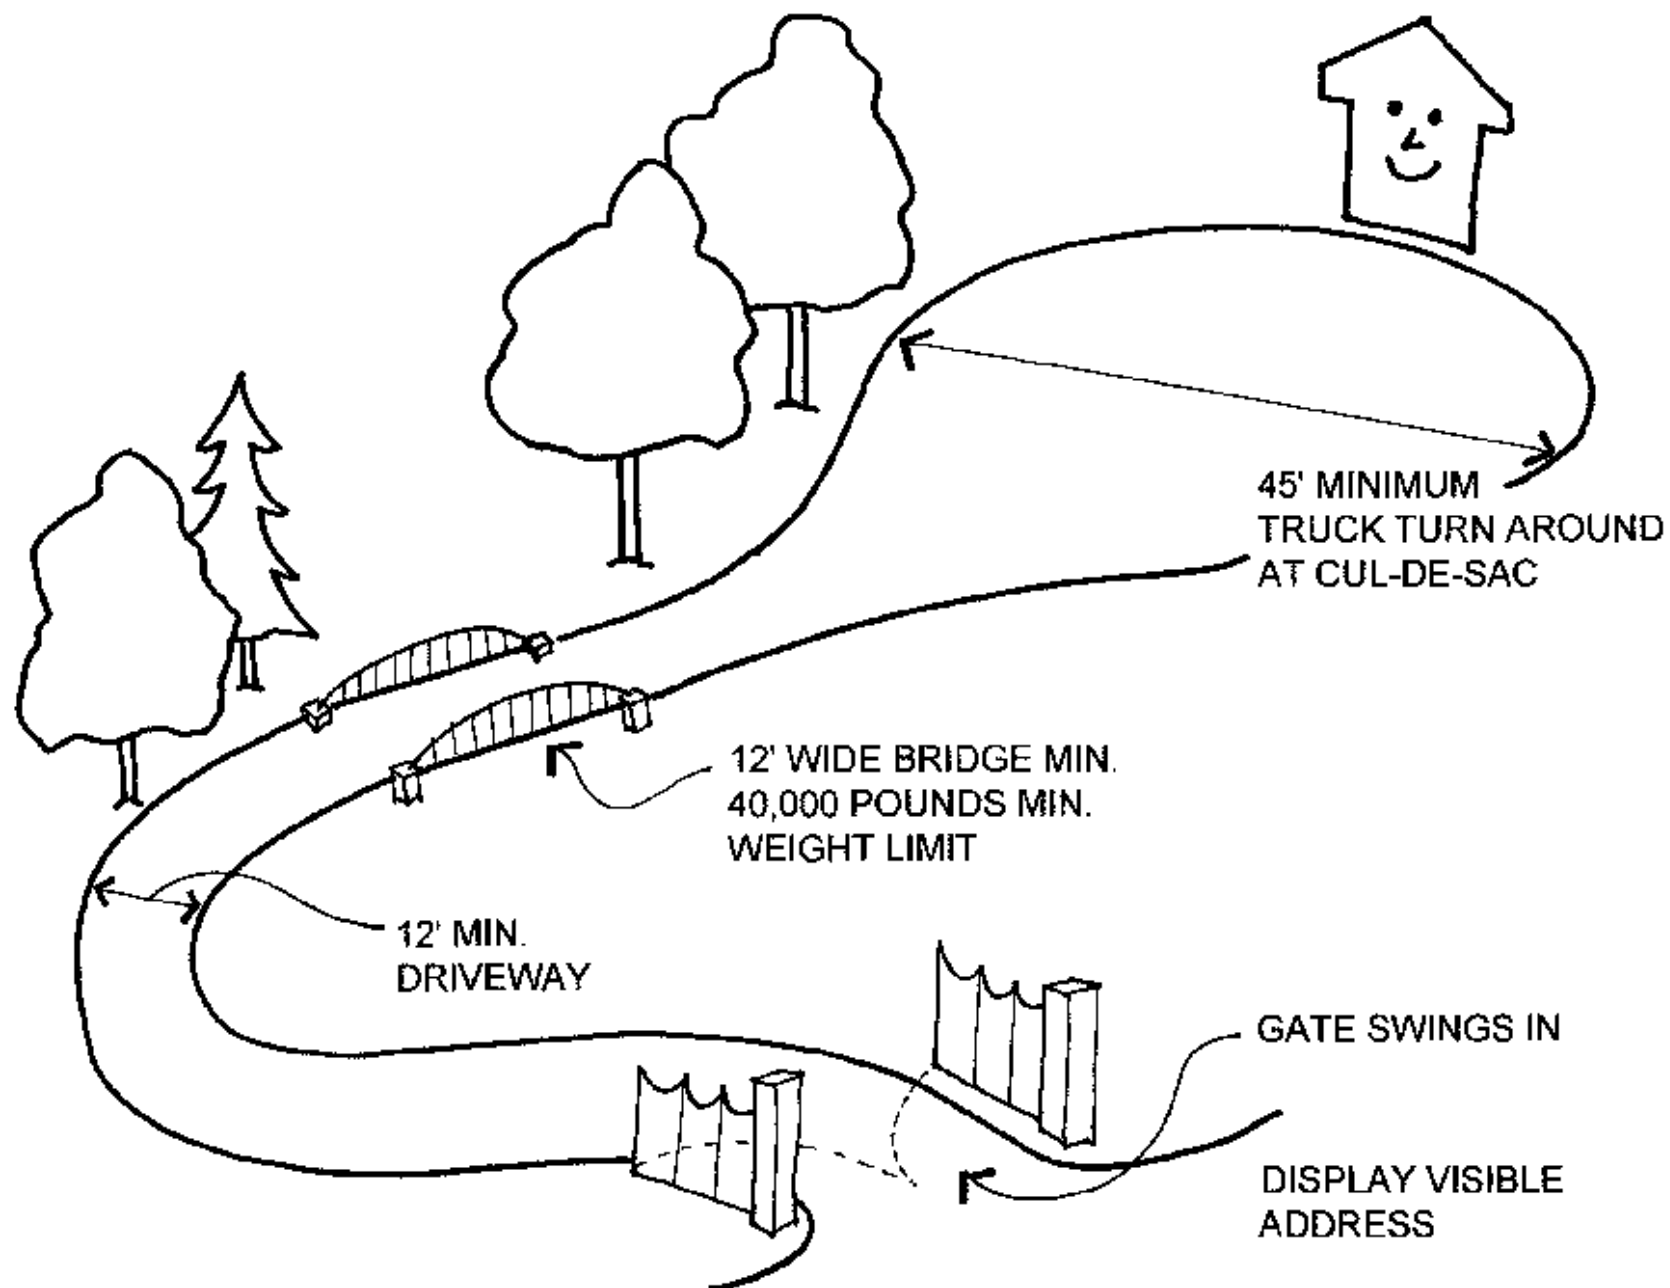 45' MINIMUM
TRUCK TURN AROUND
AT CUL-DE-SAC
12' WIDE BRIDGE MIN.
40,000 POUNDS MIN.
WEIGHT LIMIT
12' MIN.
DRIVEWAY
GATE SWINGS IN
DISPLAY VISIBLE
ADDRESS